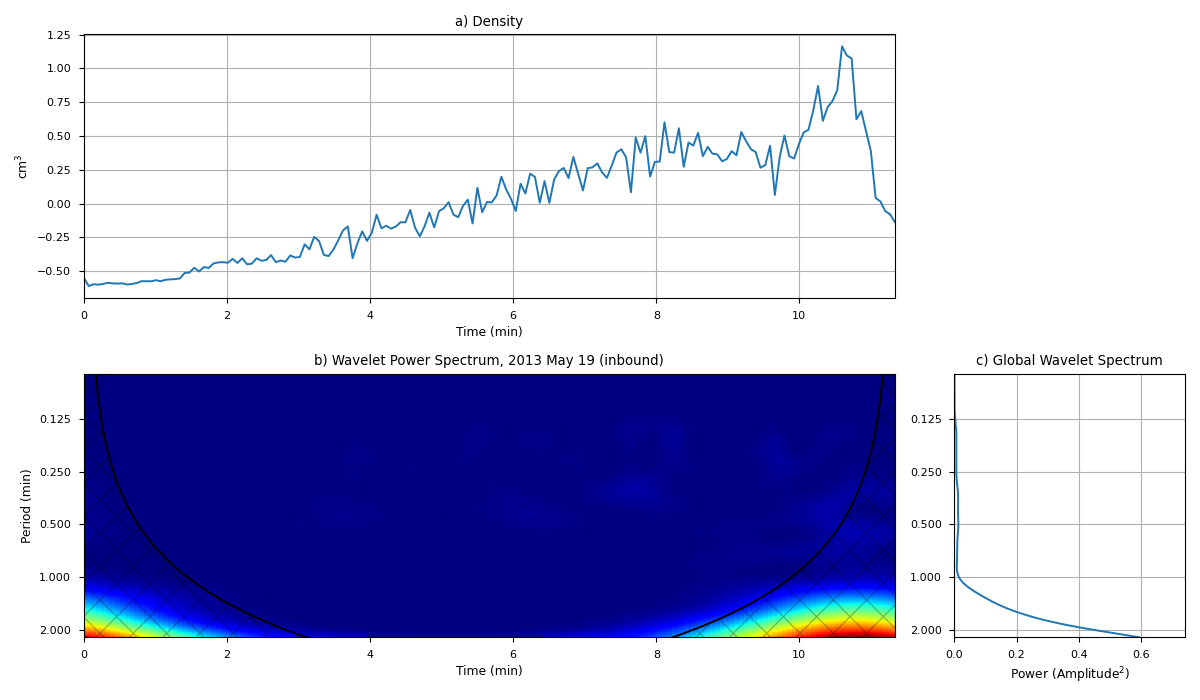 a) Density
1.25
1.00
0.75
0.50
0.25
0.00
−0.25
−0.50
cm³
0 2 4 6 8 10
Time (min)
b) Wavelet Power Spectrum, 2013 May 19 (inbound)
0.125
0.250
0.500
1.000
2.000
Period (min)
0 2 4 6 8 10
Time (min)
c) Global Wavelet Spectrum
0.125
0.250
0.500
1.000
2.000
0.0 0.2 0.4 0.6
Power (Amplitude²)